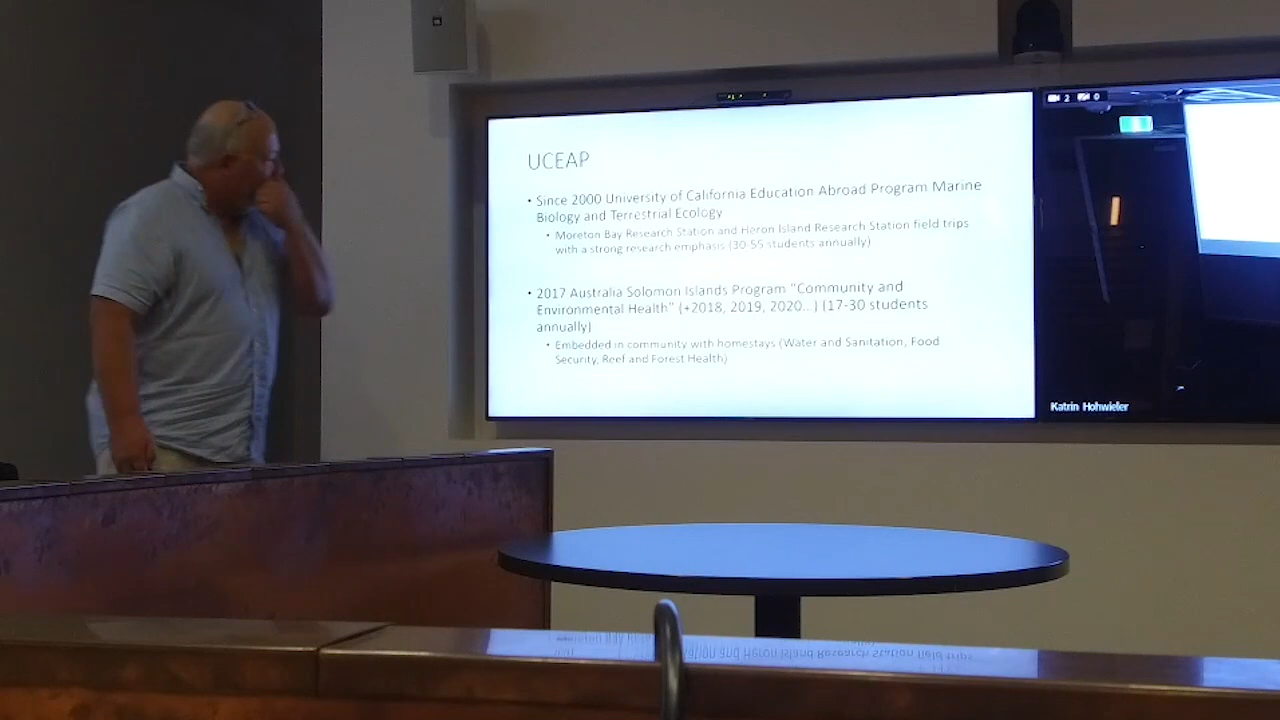 UCEAP
• Since 2000 University of California Education Abroad Program Marine
Biology and Terrestrial Ecology
• Moreton Bay Research Station and Heron Island Research Station field trips
with a strong research emphasis (30-55 students annually)
• 2017 Australia Solomon Islands Program "Community and
Environmental Health" (+2018, 2019, 2020...) (17-30 students
annually)
• Embedded in community with homestays (Water and Sanitation, Food
Security, Reef and Forest Health)
2 0
Katrin Hohwieler